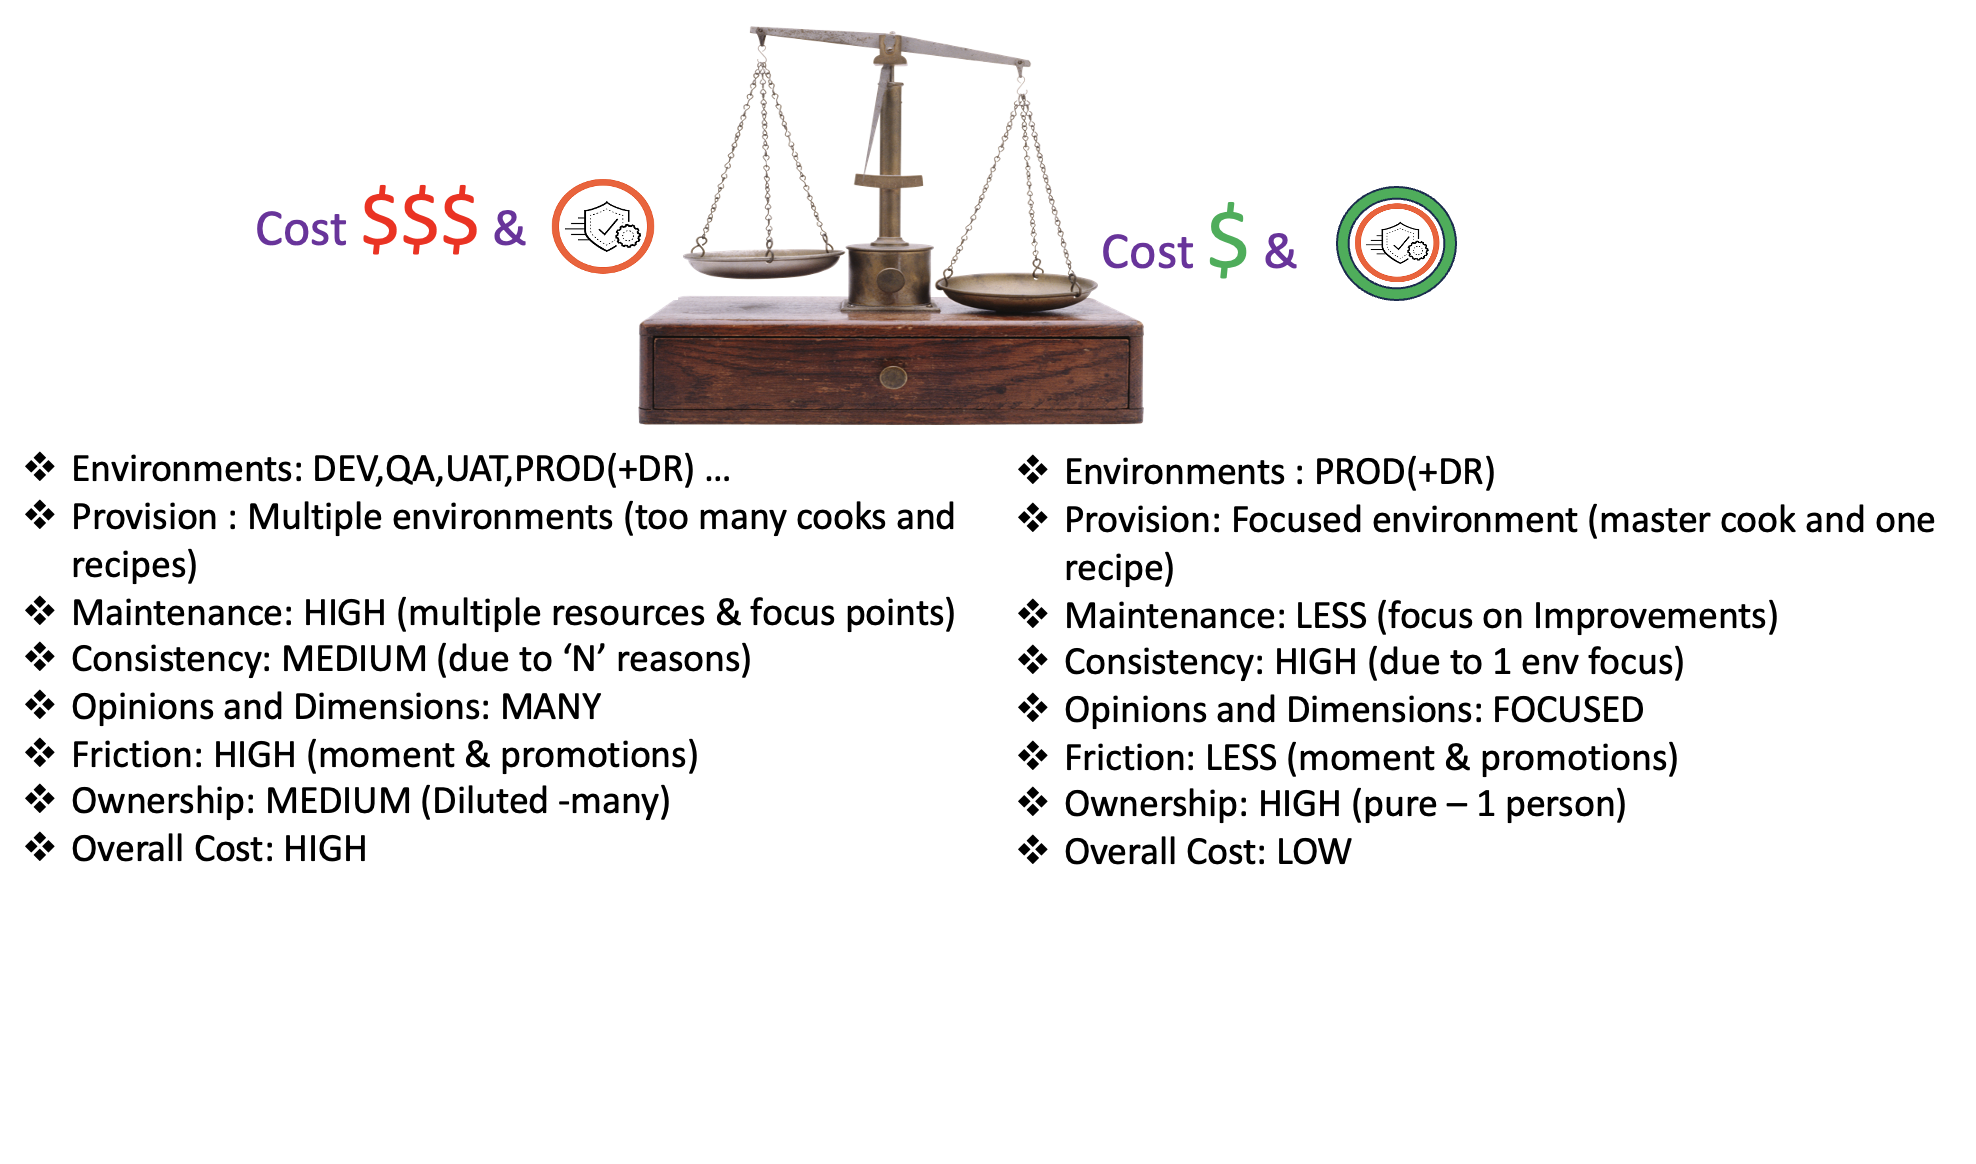 Cost $$$ &
Cost $ &
❖ Environments: DEV,QA,UAT,PROD(+DR) ...
❖ Provision : Multiple environments (too many cooks and
recipes)
❖ Maintenance: HIGH (multiple resources & focus points)
❖ Consistency: MEDIUM (due to ‘N’ reasons)
❖ Opinions and Dimensions: MANY
❖ Friction: HIGH (moment & promotions)
❖ Ownership: MEDIUM (Diluted -many)
❖ Overall Cost: HIGH
❖ Environments : PROD(+DR)
❖ Provision: Focused environment (master cook and one
recipe)
❖ Maintenance: LESS (focus on Improvements)
❖ Consistency: HIGH (due to 1 env focus)
❖ Opinions and Dimensions: FOCUSED
❖ Friction: LESS (moment & promotions)
❖ Ownership: HIGH (pure – 1 person)
❖ Overall Cost: LOW